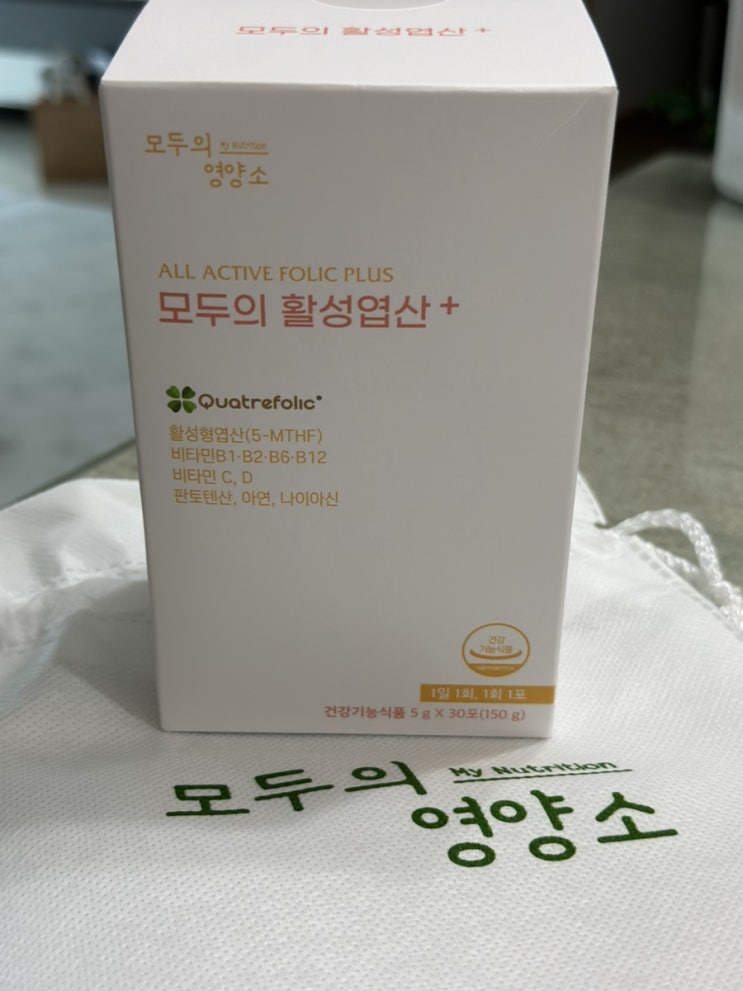 모두의 활성엽산+
모두의 My Nutrition
영양소
ALL ACTIVE FOLIC PLUS
모두의 활성엽산+
Quatrefolic®
활성형엽산(5-MTHF)
비타민B1·B2·B6·B12
비타민 C, D
판토텐산, 아연, 나이아신
건강
기능식품
1일 1회, 1회 1포
건강기능식품 5 g X 30포(150 g)
모두의 My Nutrition
영양소